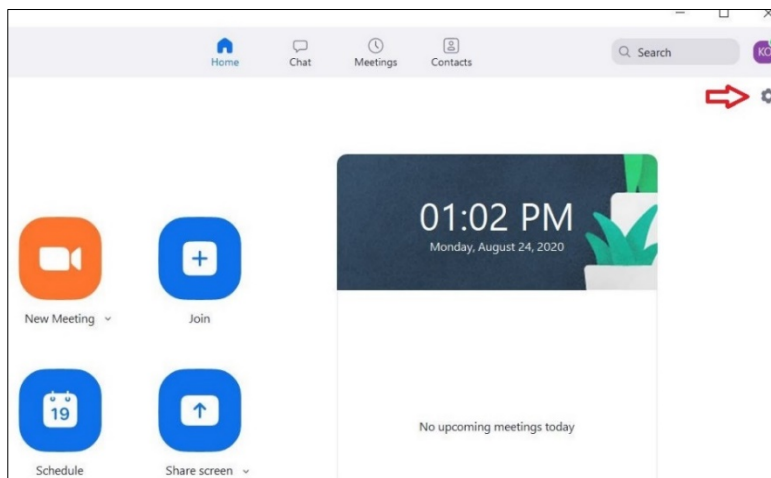 Home
Chat
Meetings
Contacts
Search
KC
01:02 PM
Monday, August 24, 2020
New Meeting
Join
19
Schedule
Share screen
No upcoming meetings today